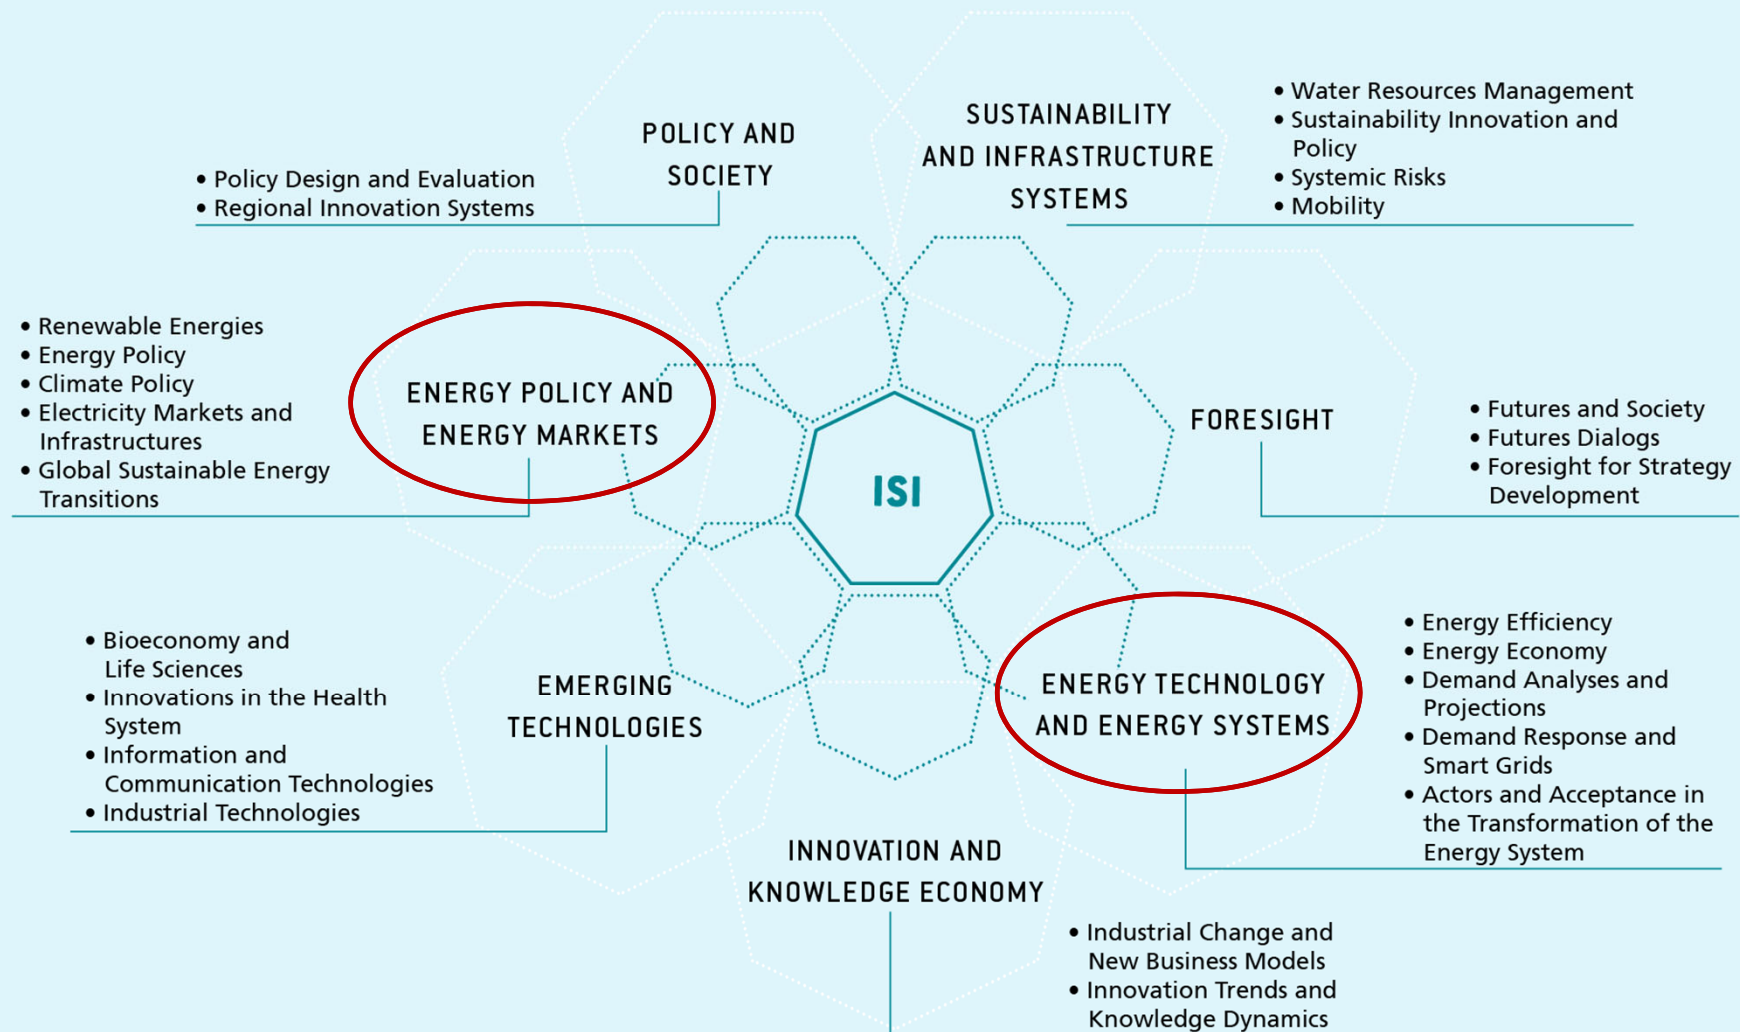 POLICY AND
SOCIETY
• Policy Design and Evaluation
• Regional Innovation Systems
SUSTAINABILITY
AND INFRASTRUCTURE
SYSTEMS
• Water Resources Management
• Sustainability Innovation and
Policy
• Systemic Risks
• Mobility
• Renewable Energies
• Energy Policy
• Climate Policy
• Electricity Markets and
Infrastructures
• Global Sustainable Energy
Transitions
ENERGY POLICY AND
ENERGY MARKETS
ISI
FORESIGHT
• Futures and Society
• Futures Dialogs
• Foresight for Strategy
Development
• Bioeconomy and
Life Sciences
• Innovations in the Health
System
• Information and
Communication Technologies
• Industrial Technologies
EMERGING
TECHNOLOGIES
ENERGY TECHNOLOGY
AND ENERGY SYSTEMS
• Energy Efficiency
• Energy Economy
• Demand Analyses and
Projections
• Demand Response and
Smart Grids
• Actors and Acceptance in
the Transformation of the
Energy System
INNOVATION AND
KNOWLEDGE ECONOMY
• Industrial Change and
New Business Models
• Innovation Trends and
Knowledge Dynamics